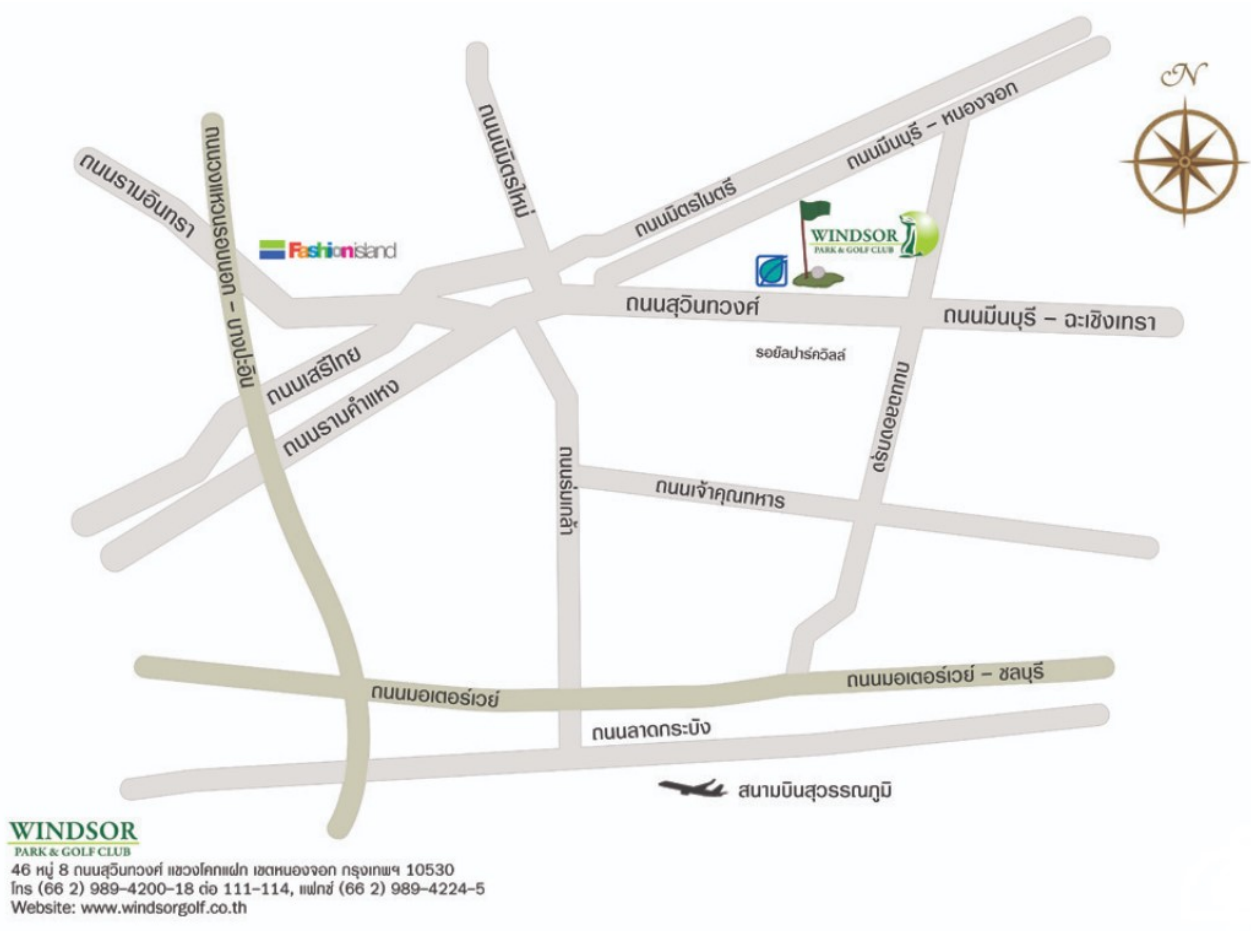 N
ถนนนิมิตรใหม่
ถนนมีนบุรี – หนองจอก
ถนนวงแหวนรอบนอก – บางปะอิน
ถนนรามอินทรา
ถนนมิตรไมตรี
Fashionisland
WINDSOR
PARK & GOLF CLUB
ถนนสุวินทวงศ์
ถนนมีนบุรี – ฉะเชิงเทรา
รอยัลปาร์ควิลล์
ถนนเสรีไทย
ถนนรามคำแหง
ถนนฉลองกรุง
ถนนร่มเกล้า
ถนนเจ้าคุณทหาร
ถนนมอเตอร์เวย์
ถนนมอเตอร์เวย์ – ชลบุรี
ถนนลาดกระบัง
สนามบินสุวรรณภูมิ
WINDSOR
PARK & GOLF CLUB
46 หมู่ 8 ถนนสุวินทวงศ์ แขวงโคกแฝก เขตหนองจอก กรุงเทพฯ 10530
โทร (66 2) 989-4200-18 ต่อ 111-114, แฟกซ์ (66 2) 989-4224-5
Website: www.windsorgolf.co.th